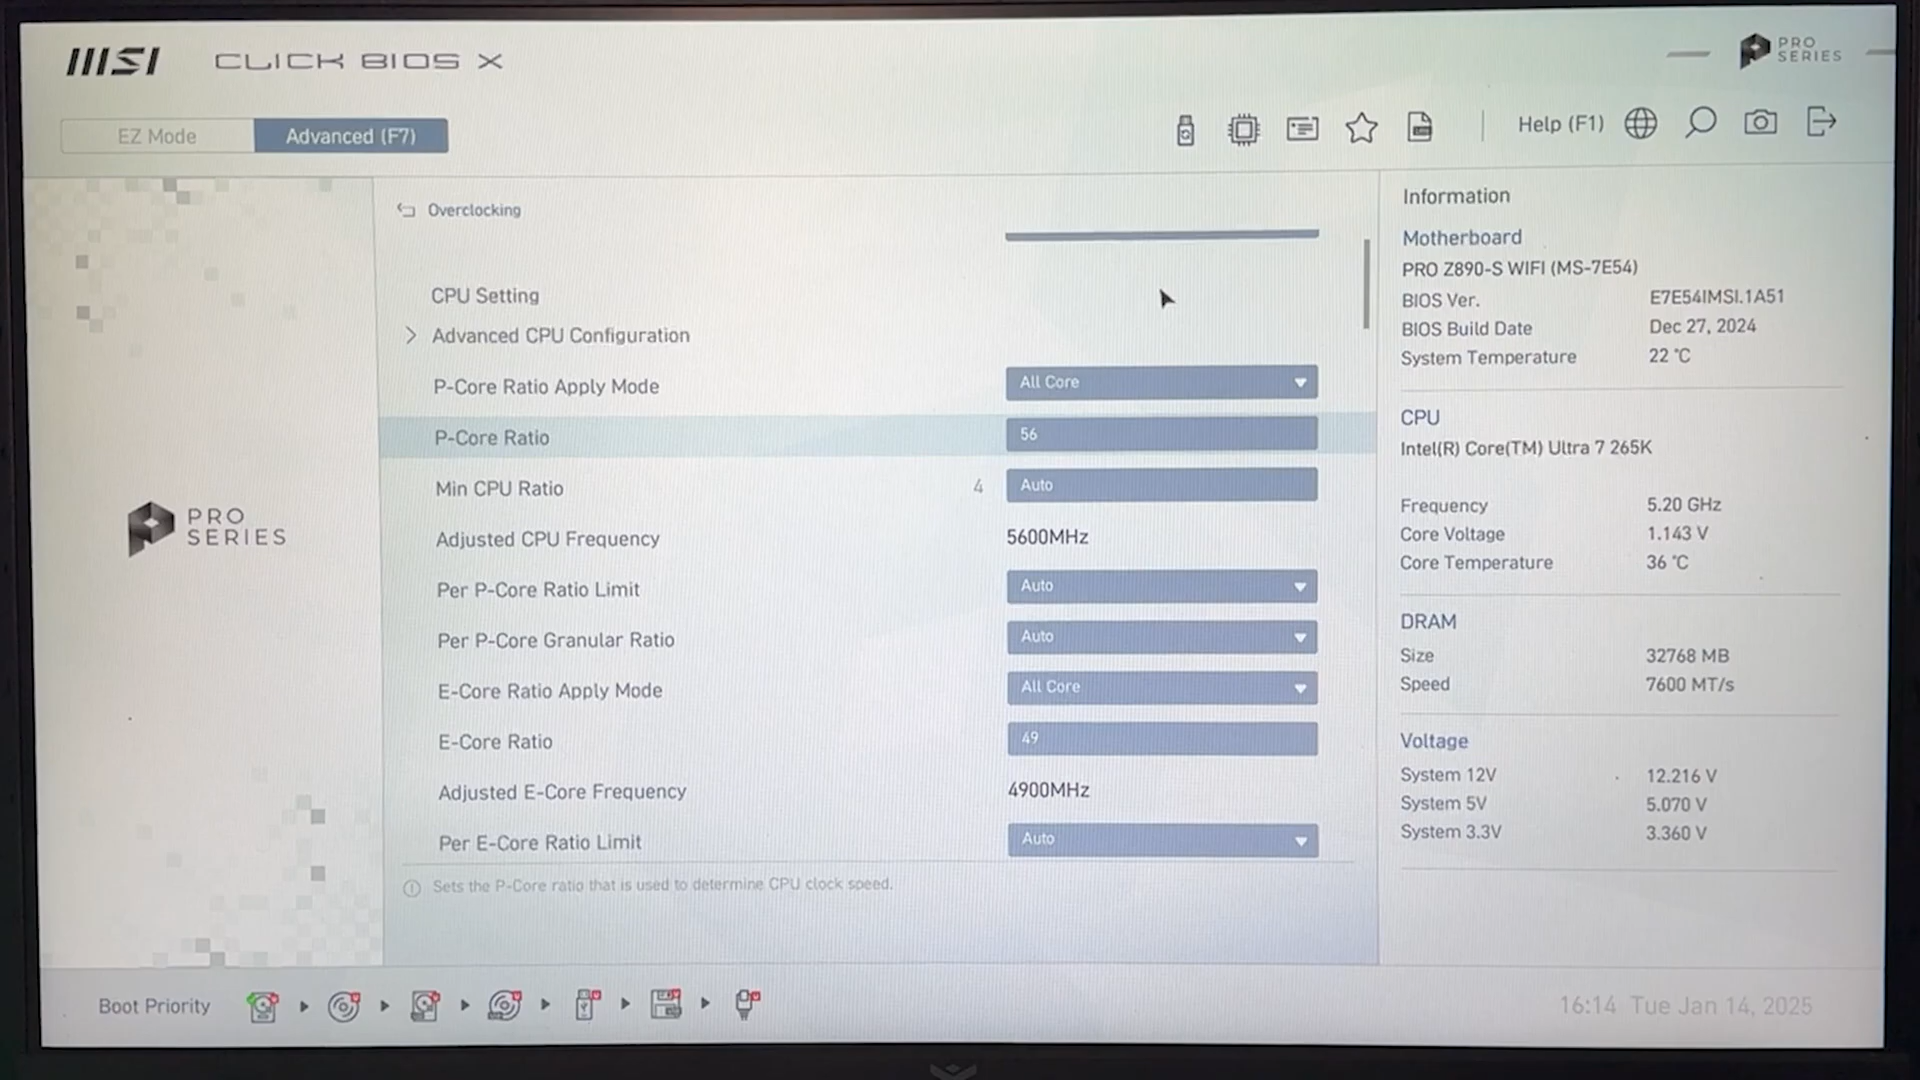 msi CLICK BIOS X
PRO SERIES
EZ Mode
Advanced (F7)
Help (F1)
Overclocking
CPU Setting
Advanced CPU Configuration
P-Core Ratio Apply Mode All Core
P-Core Ratio 56
Min CPU Ratio 4 Auto
Adjusted CPU Frequency 5600MHz
Per P-Core Ratio Limit Auto
Per P-Core Granular Ratio Auto
E-Core Ratio Apply Mode All Core
E-Core Ratio 49
Adjusted E-Core Frequency 4900MHz
Per E-Core Ratio Limit Auto
Sets the P-Core ratio that is used to determine CPU clock speed.
PRO
SERIES
Information
Motherboard
PRO Z890-S WIFI (MS-7E54)
BIOS Ver. E7E54IMSI.1A51
BIOS Build Date Dec 27, 2024
System Temperature 22 °C
CPU
Intel(R) Core(TM) Ultra 7 265K
Frequency 5.20 GHz
Core Voltage 1.143 V
Core Temperature 36 °C
DRAM
Size 32768 MB
Speed 7600 MT/s
Voltage
System 12V 12.216 V
System 5V 5.070 V
System 3.3V 3.360 V
Boot Priority
16:14 Tue Jan 14, 2025